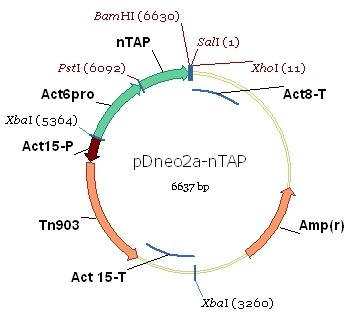 BamHI (6630)
nTAP
SalI (1)
PstI (6092)
XhoI (11)
Act6pro
Act8-T
XbaI (5364)
Act15-P
pDneo2a-nTAP
6637 bp
Tn903
Amp(r)
Act 15-T
XbaI (3260)